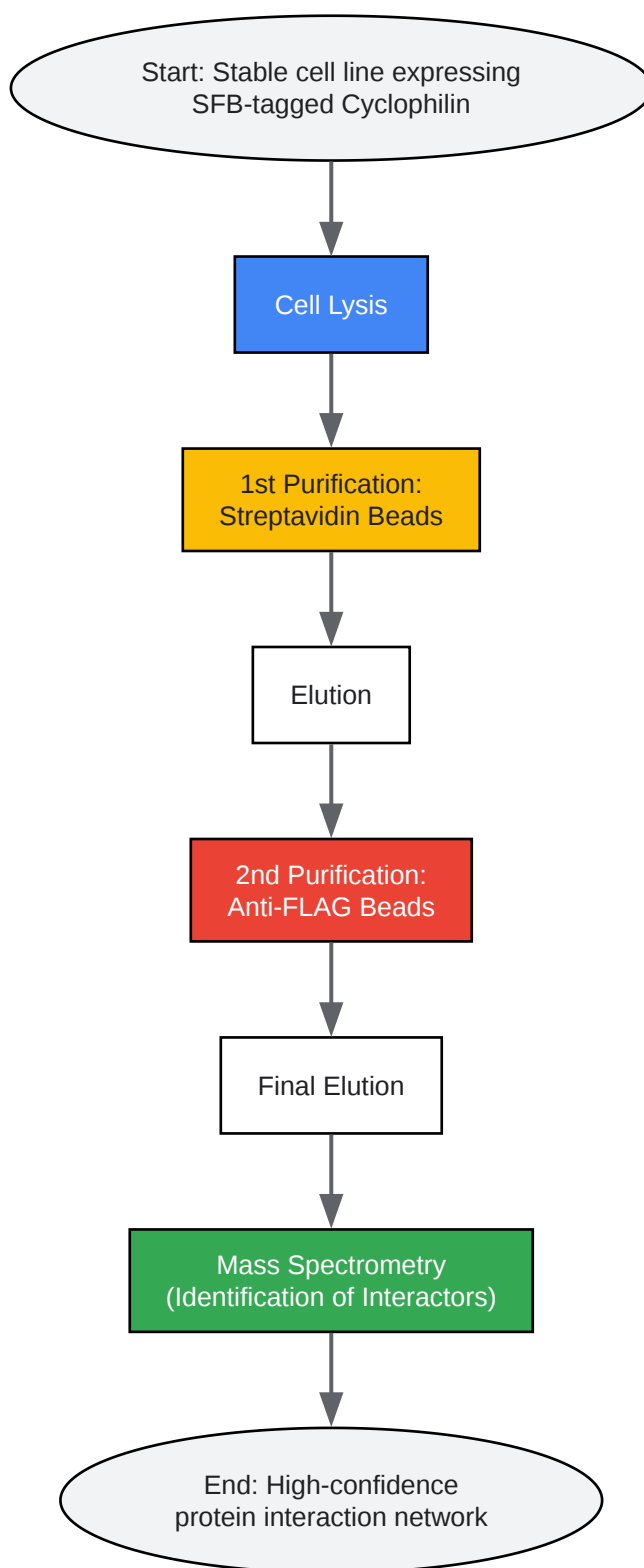 Start: Stable cell line expressing
SFB-tagged Cyclophilin
Cell Lysis
1st Purification:
Streptavidin Beads
Elution
2nd Purification:
Anti-FLAG Beads
Final Elution
Mass Spectrometry
(Identification of Interactors)
End: High-confidence
protein interaction network